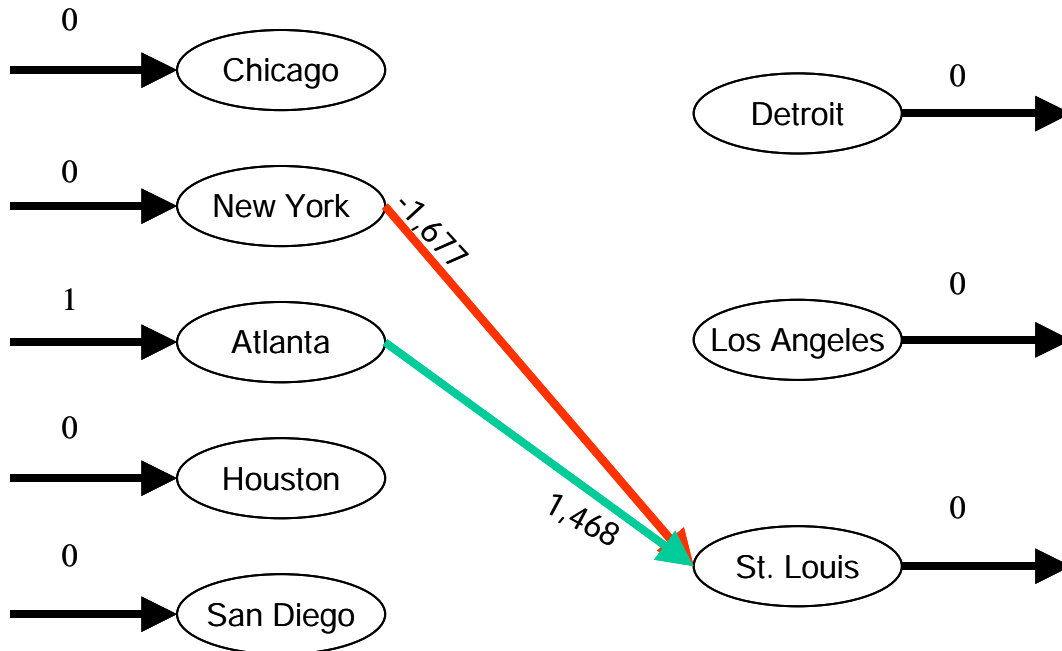 0
Chicago
0
New York
1
Atlanta
0
Houston
0
San Diego
-1,677
1,468
Detroit
0
Los Angeles
0
St. Louis
0